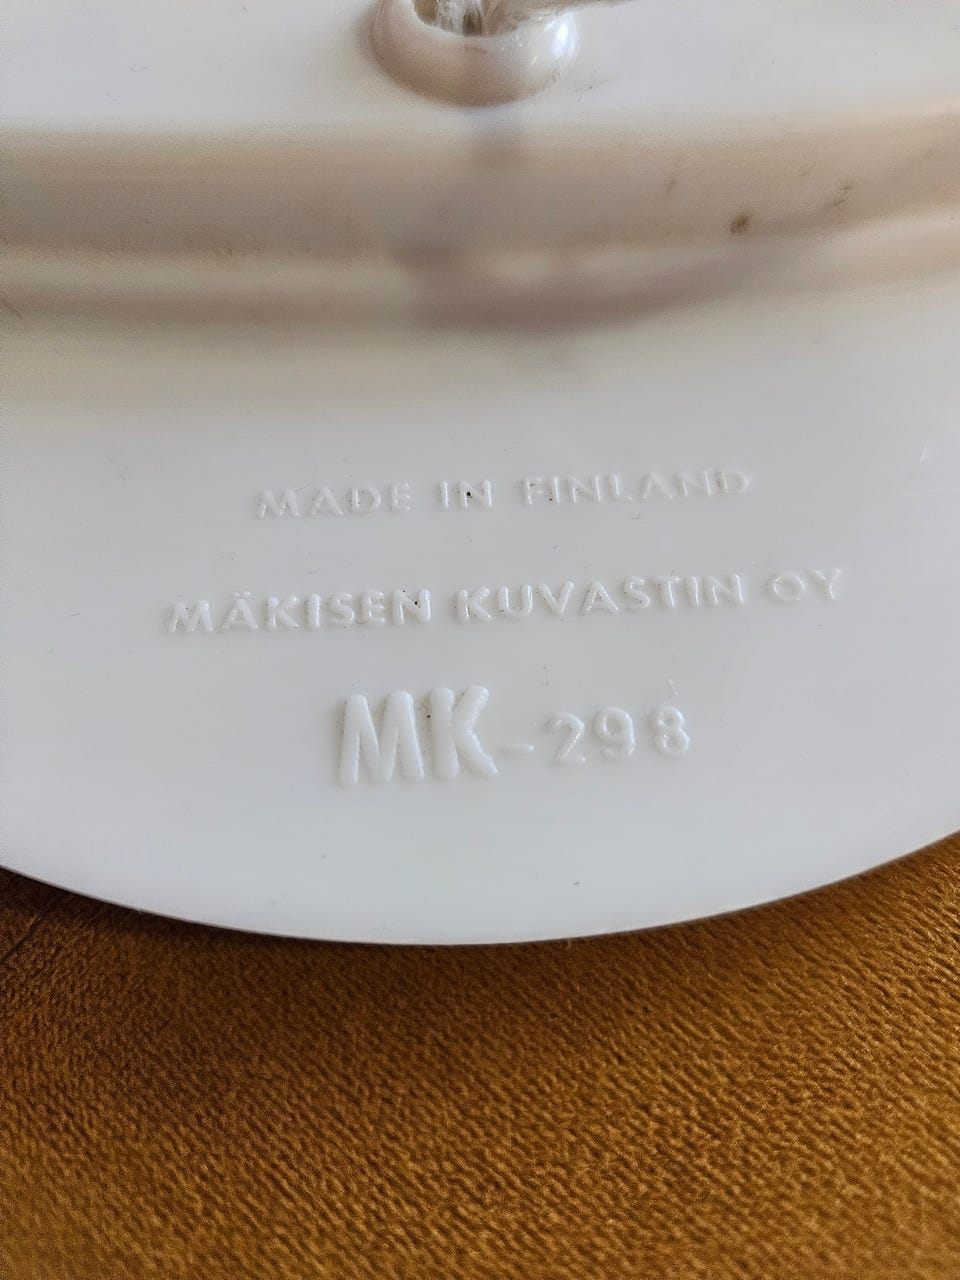 MADE IN FINLAND
MÄKISEN KUVASTIN OY
MK-298